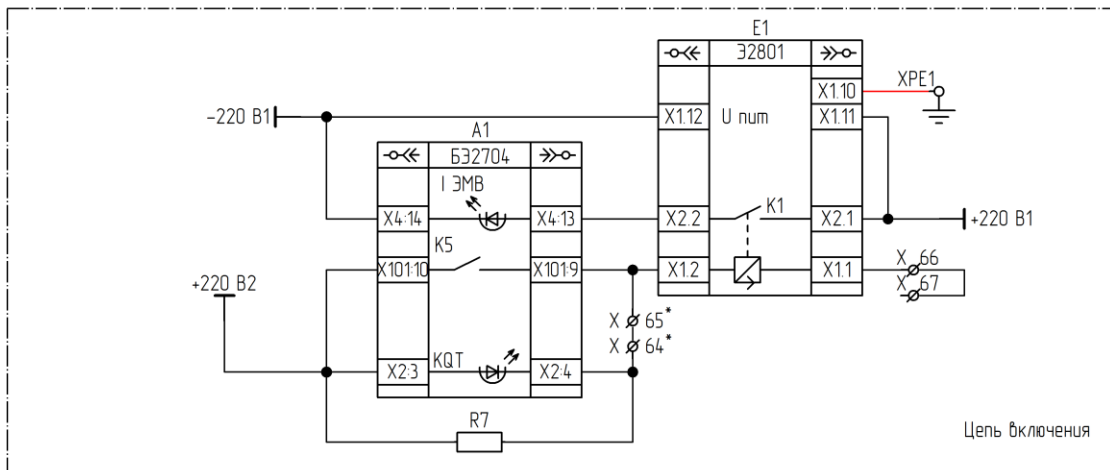 E1
Э2801
X1.10
XPE1
-220 В1
X1.12
U пит
X1.11
A1
БЭ2704
I ЭМВ
X4:14
X4:13
X2.2
K1
X2.1
+220 В1
K5
X101:10
X101:9
X1.2
X1.1
X 66
X 67
+220 В2
X 65*
X 64*
KQT
X2:3
X2:4
R7
Цепь включения